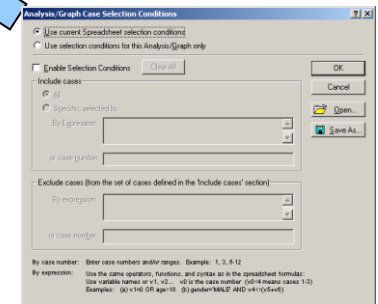 Analysis/Graph Case Selection Conditions
Use current Spreadsheet selection conditions
Use selection conditions for this Analysis/Graph only
Enable Selection Conditions
Clear All
OK
Include cases
Cancel
All
Specific, selected by:
Open...
By Expression:
Save As...
or case number:
Exclude cases (from the set of cases defined in the 'Include cases' section)
By expression:
or case number:
By case number: Enter case numbers and/or ranges. Example: 1, 3, 6-12
By expression: Use the same operators, functions, and syntax as in the spreadsheet formulas:
Use variable names or v1, v2... v0 is the case number (v0<4 means cases 1-3)
Examples: (a) v1=0 OR age>18 (b) gender='MALE' AND v4<>(v5+v6)